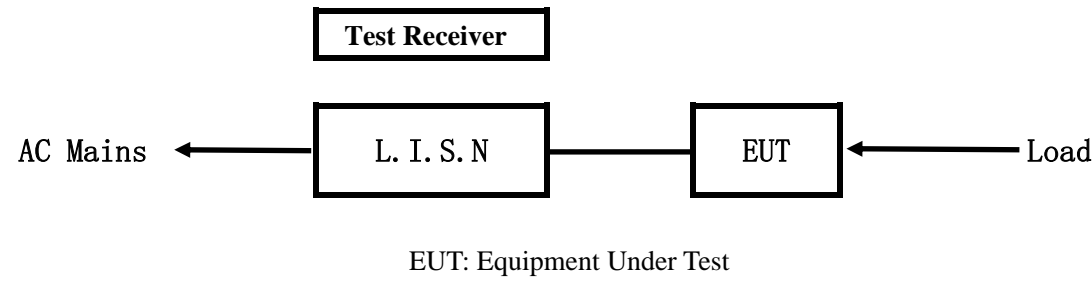 Test Receiver
AC Mains L.I.S.N EUT Load
EUT: Equipment Under Test